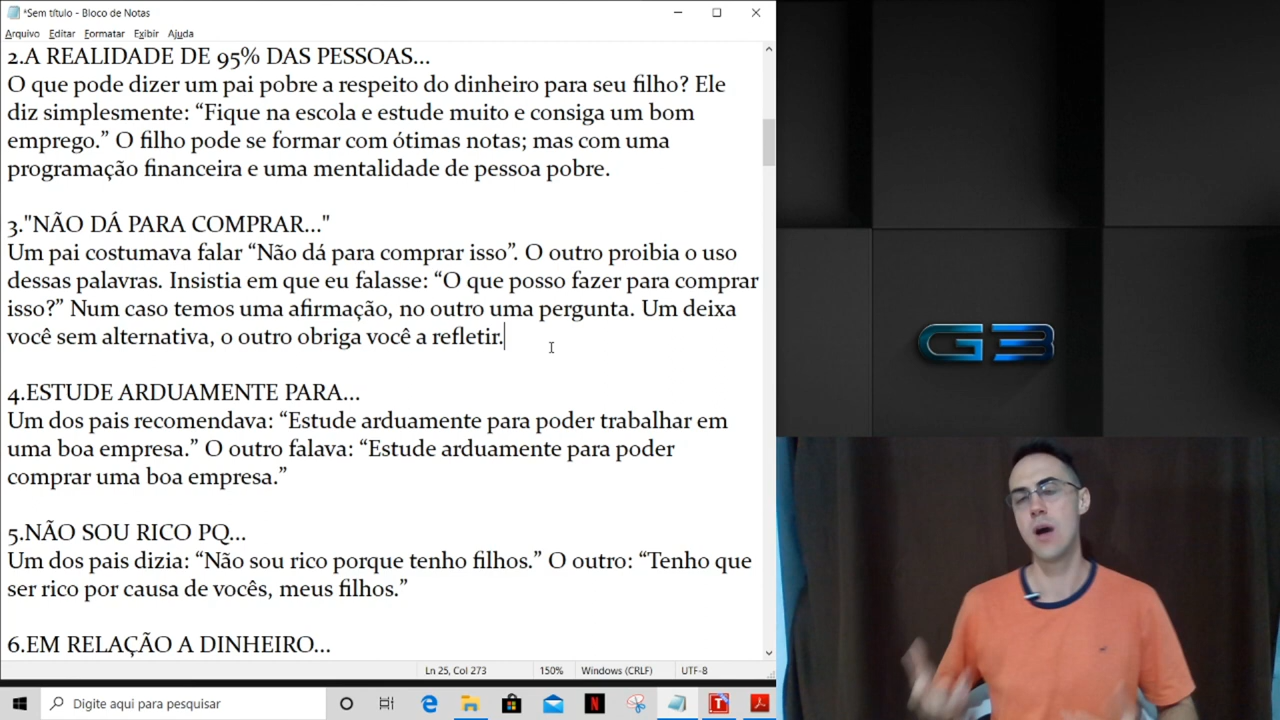 *Sem título - Bloco de Notas
Arquivo Editar Formatar Exibir Ajuda
2.A REALIDADE DE 95% DAS PESSOAS...
O que pode dizer um pai pobre a respeito do dinheiro para seu filho? Ele
diz simplesmente: “Fique na escola e estude muito e consiga um bom
emprego.” O filho pode se formar com ótimas notas; mas com uma
programação financeira e uma mentalidade de pessoa pobre.
3."NÃO DÁ PARA COMPRAR..."
Um pai costumava falar “Não dá para comprar isso”. O outro proibia o uso
dessas palavras. Insistia em que eu falasse: “O que posso fazer para comprar
isso?” Num caso temos uma afirmação, no outro uma pergunta. Um deixa
você sem alternativa, o outro obriga você a refletir.
4.ESTUDE ARDUAMENTE PARA...
Um dos pais recomendava: “Estude arduamente para poder trabalhar em
uma boa empresa.” O outro falava: “Estude arduamente para poder
comprar uma boa empresa.”
5.NÃO SOU RICO PQ...
Um dos pais dizia: “Não sou rico porque tenho filhos.” O outro: “Tenho que
ser rico por causa de vocês, meus filhos.”
6.EM RELAÇÃO A DINHEIRO...
Ln 25, Col 273 150% Windows (CRLF) UTF-8
Digite aqui para pesquisar
G3